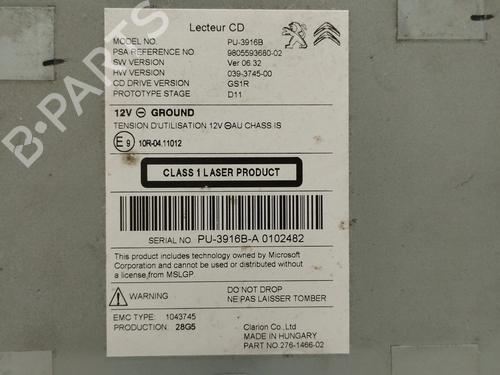 Lecteur CD
MODEL NO. PU-3916B
PSA REFERENCE NO 9805593680-02
SW VERSION Ver 06.32
HW VERSION 039-3745-00
CD DRIVE VERSION GS1R
PROTOTYPE STAGE D11
12V ⊖ GROUND
TENSION D'UTILISATION 12V ⊖AU CHASS IS
E 9 10R-04.11012
CLASS 1 LASER PRODUCT
SERIAL NO. PU-3916B-A 0102482
This product includes technology owned by Microsoft
Corporation and cannot be used or distributed without
a license from MSLGP.
WARNING DO NOT DROP
NE PAS LAISSER TOMBER
EMC TYPE: 1043745
PRODUCTION: 28G5
Clarion Co.,Ltd
MADE IN HUNGARY
PART NO.276-1466-02
B-PARTS